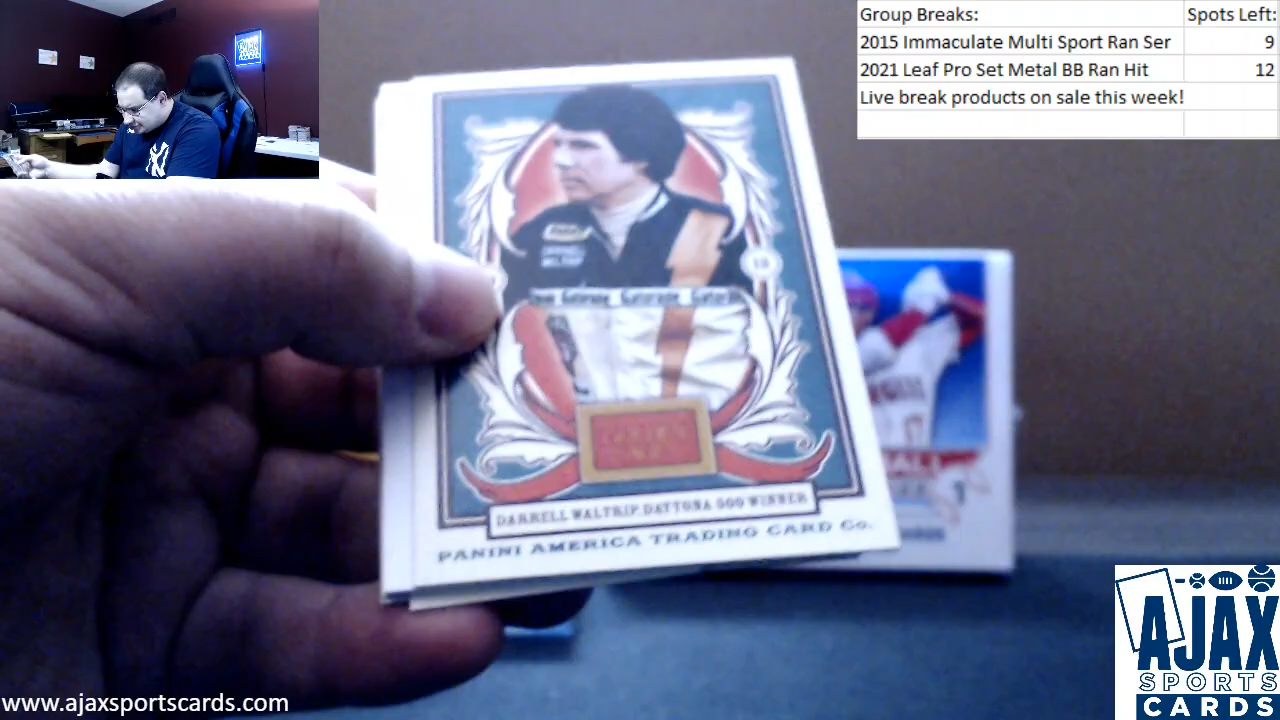 Group Breaks: Spots Left:
2015 Immaculate Multi Sport Ran Ser 9
2021 Leaf Pro Set Metal BB Ran Hit 12
Live break products on sale this week!
Gatorade Gatorade
DARRELL WALTRIP, DAYTONA 500 WINNER
PANINI AMERICA TRADING CARD Co.
www.ajaxsportscards.com
AJAX
SPORTS
CARDS